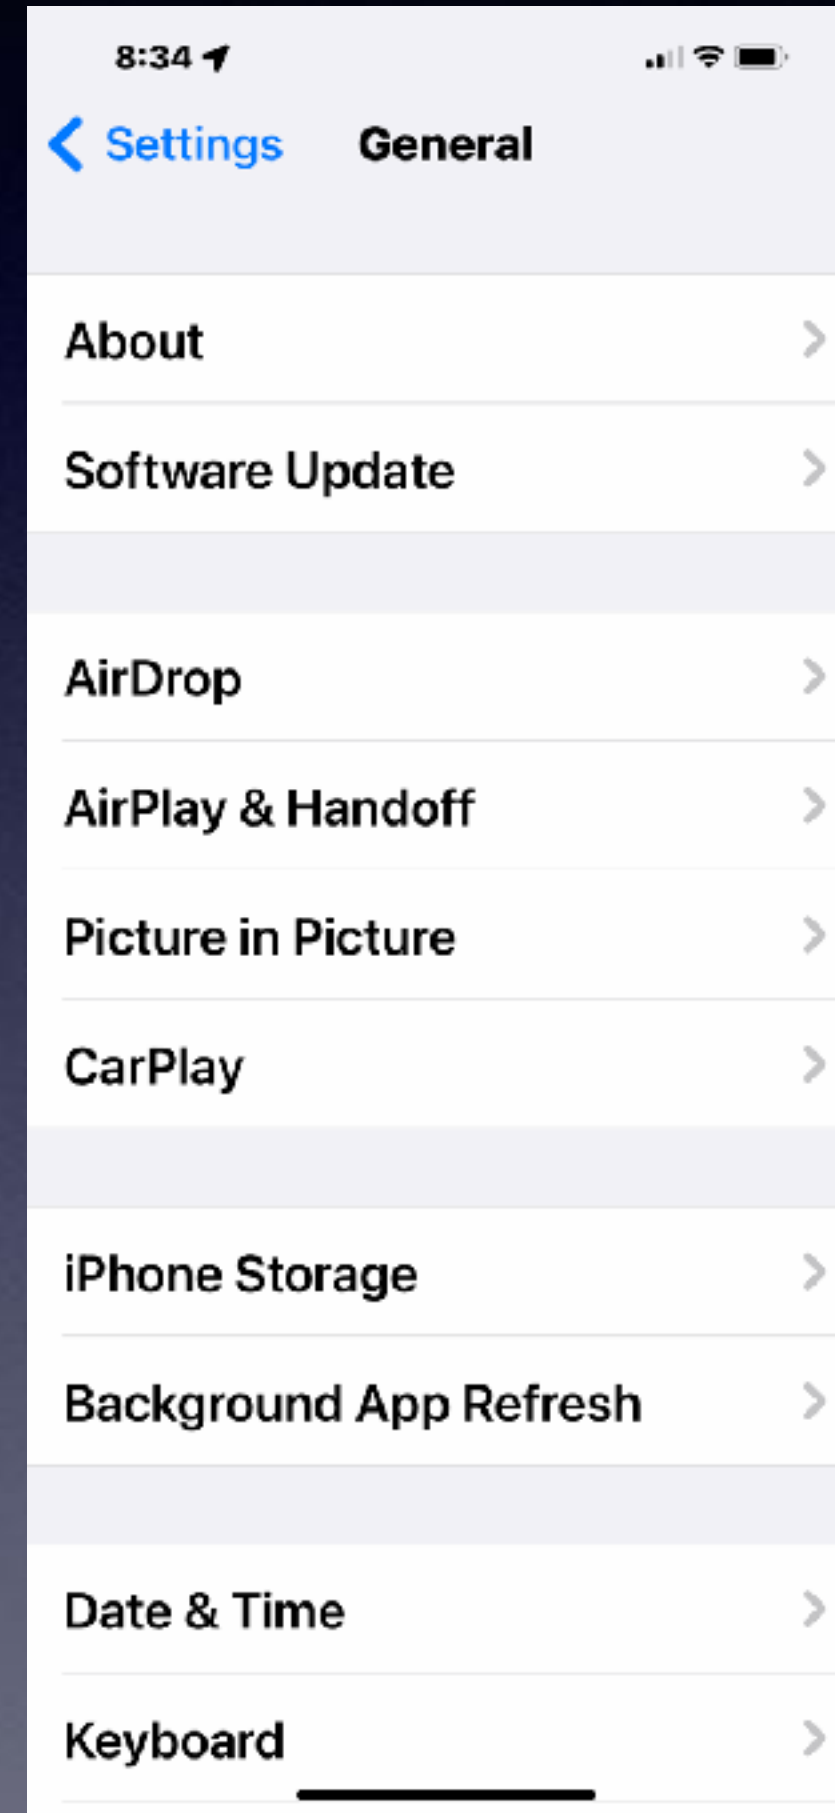 8:34
Settings General
About
Software Update
AirDrop
AirPlay & Handoff
Picture in Picture
CarPlay
iPhone Storage
Background App Refresh
Date & Time
Keyboard